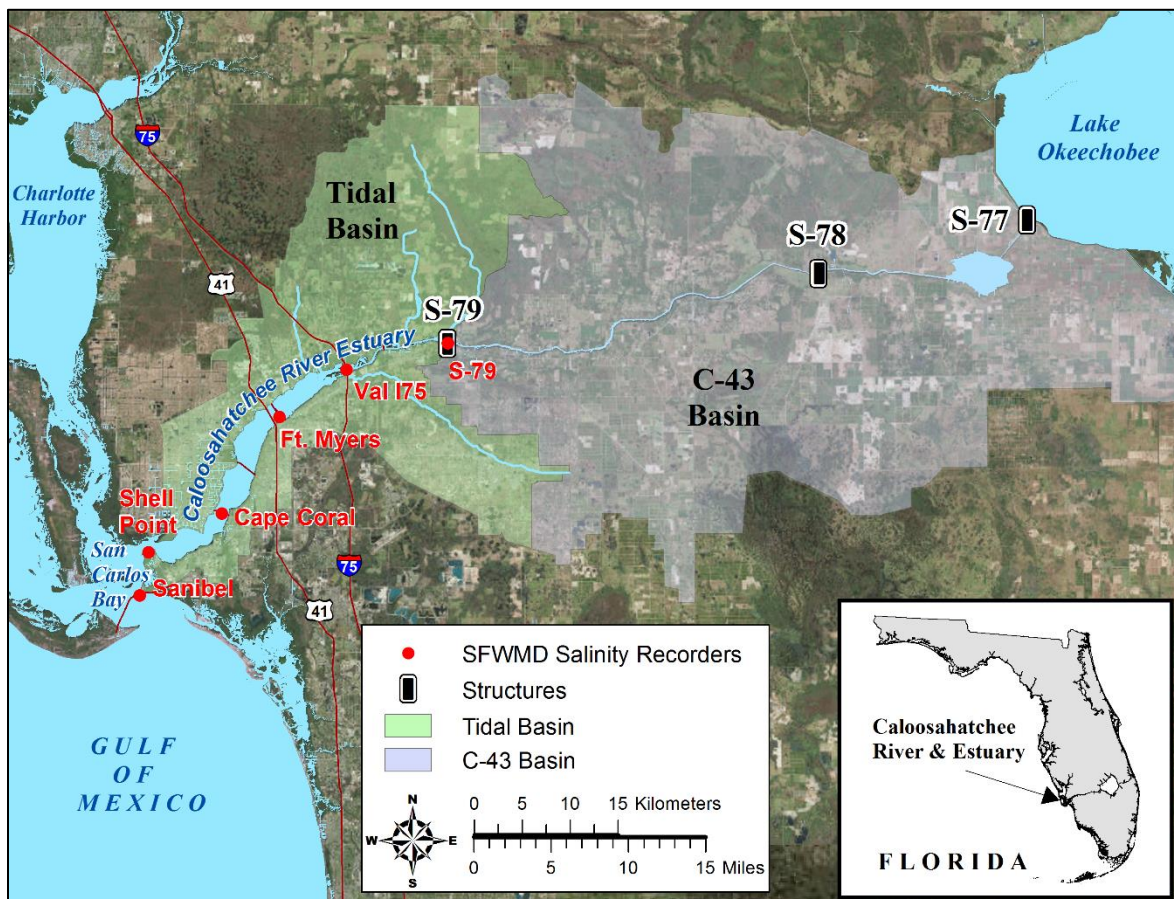 75
Lake
Okeechobee
Charlotte
Harbor
Tidal
Basin
S-77
S-78
41
S-79
S-79
Caloosahatchee River Estuary
Val I75
C-43
Basin
Ft. Myers
Shell
Point
Cape Coral
San
Carlos
Bay
Sanibel
75
41
GULF
OF
MEXICO
SFWMD Salinity Recorders
Structures
Tidal Basin
C-43 Basin
N
W E
S
0 5 10 15 Kilometers
0 5 10 15 Miles
Caloosahatchee
River & Estuary
FLORIDA